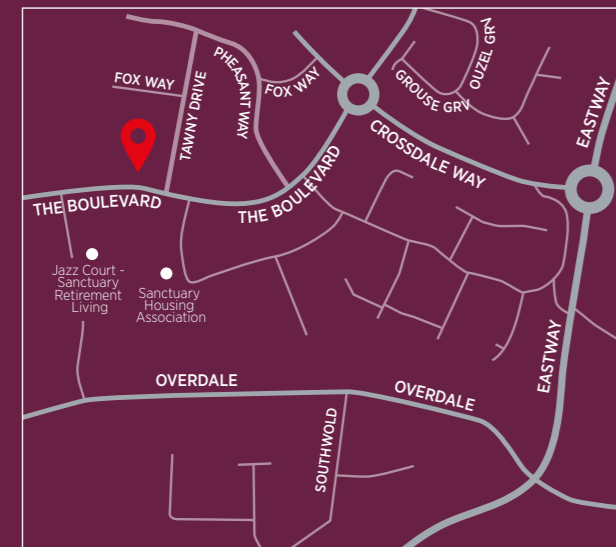 FOX WAY
TAWNY DRIVE
PHEASANT WAY
FOX WAY
GROUSE GRV
OUZEL GRV
EASTWAY
CROSSDALE WAY
THE BOULEVARD
THE BOULEVARD
Jazz Court -
Sanctuary
Retirement
Living
Sanctuary
Housing
Association
EASTWAY
OVERDALE
OVERDALE
SOUTHWOLD